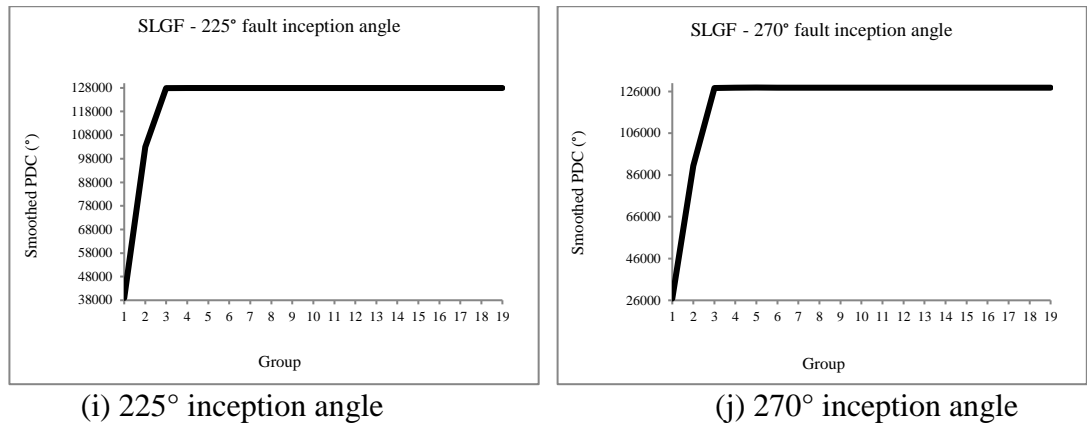 SLGF - 225° fault inception angle
Smoothed PDC (°)
128000
118000
108000
98000
88000
78000
68000
58000
48000
38000
1 2 3 4 5 6 7 8 9 10 11 12 13 14 15 16 17 18 19
Group
(i) 225° inception angle
SLGF - 270° fault inception angle
Smoothed PDC (°)
126000
106000
86000
66000
46000
26000
1 2 3 4 5 6 7 8 9 10 11 12 13 14 15 16 17 18 19
Group
(j) 270° inception angle